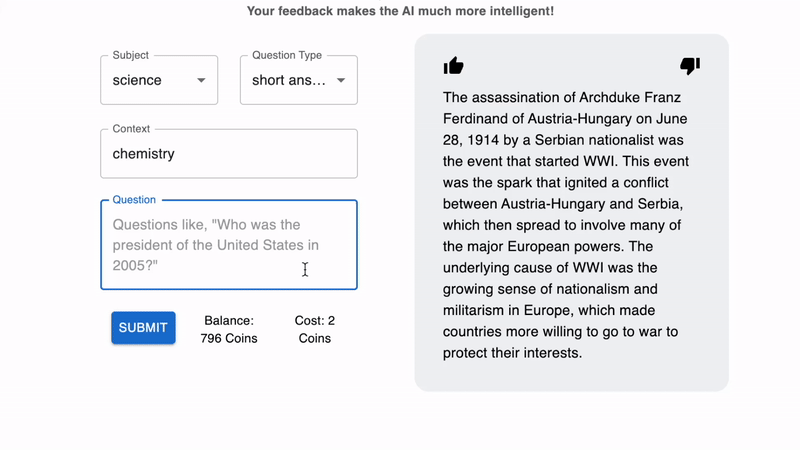 Your feedback makes the AI much more intelligent!
Subject
science
Question Type
short ans...
Context
chemistry
Question
Questions like, "Who was the
president of the United States in
2005?"
SUBMIT
Balance:
796 Coins
Cost: 2
Coins
The assassination of Archduke Franz
Ferdinand of Austria-Hungary on June
28, 1914 by a Serbian nationalist was
the event that started WWI. This event
was the spark that ignited a conflict
between Austria-Hungary and Serbia,
which then spread to involve many of
the major European powers. The
underlying cause of WWI was the
growing sense of nationalism and
militarism in Europe, which made
countries more willing to go to war to
protect their interests.